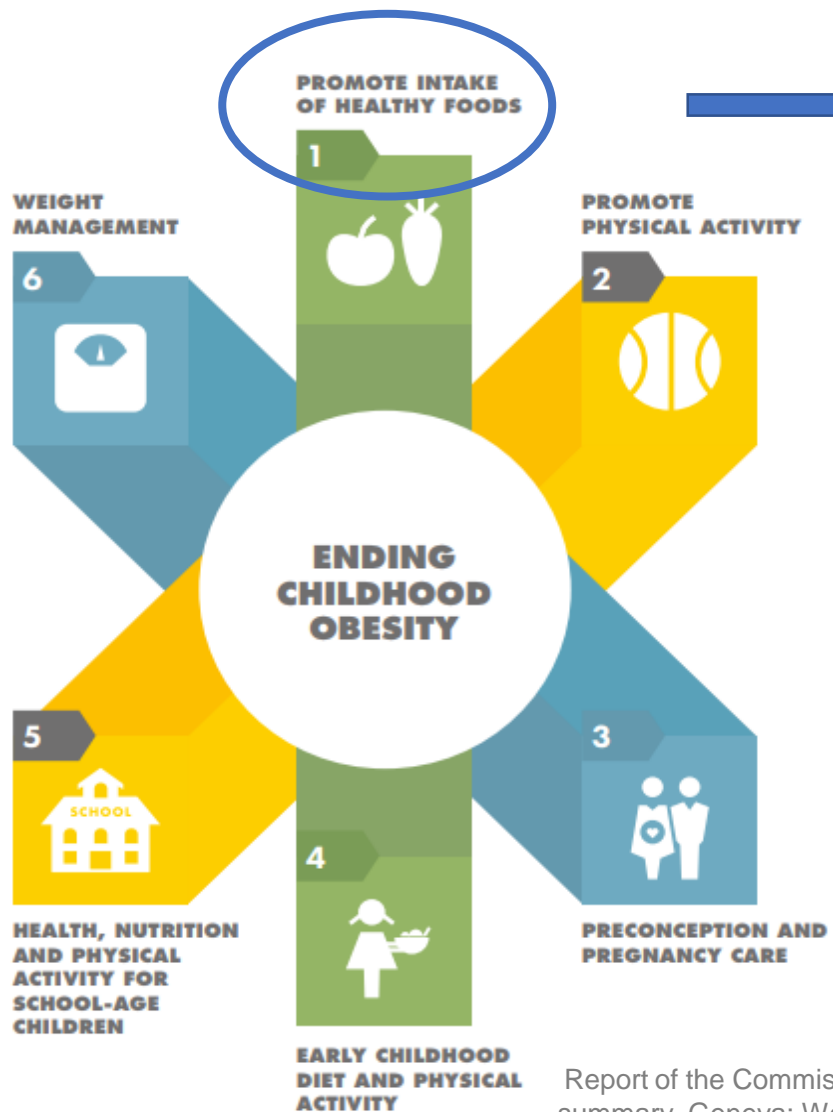 PROMOTE INTAKE
OF HEALTHY FOODS
1
PROMOTE
PHYSICAL ACTIVITY
2
PRECONCEPTION AND
PREGNANCY CARE
3
EARLY CHILDHOOD
DIET AND PHYSICAL
ACTIVITY
4
HEALTH, NUTRITION
AND PHYSICAL
ACTIVITY FOR
SCHOOL-AGE
CHILDREN
5
SCHOOL
WEIGHT
MANAGEMENT
6
ENDING
CHILDHOOD
OBESITY
Report of the
summary. Geneva: